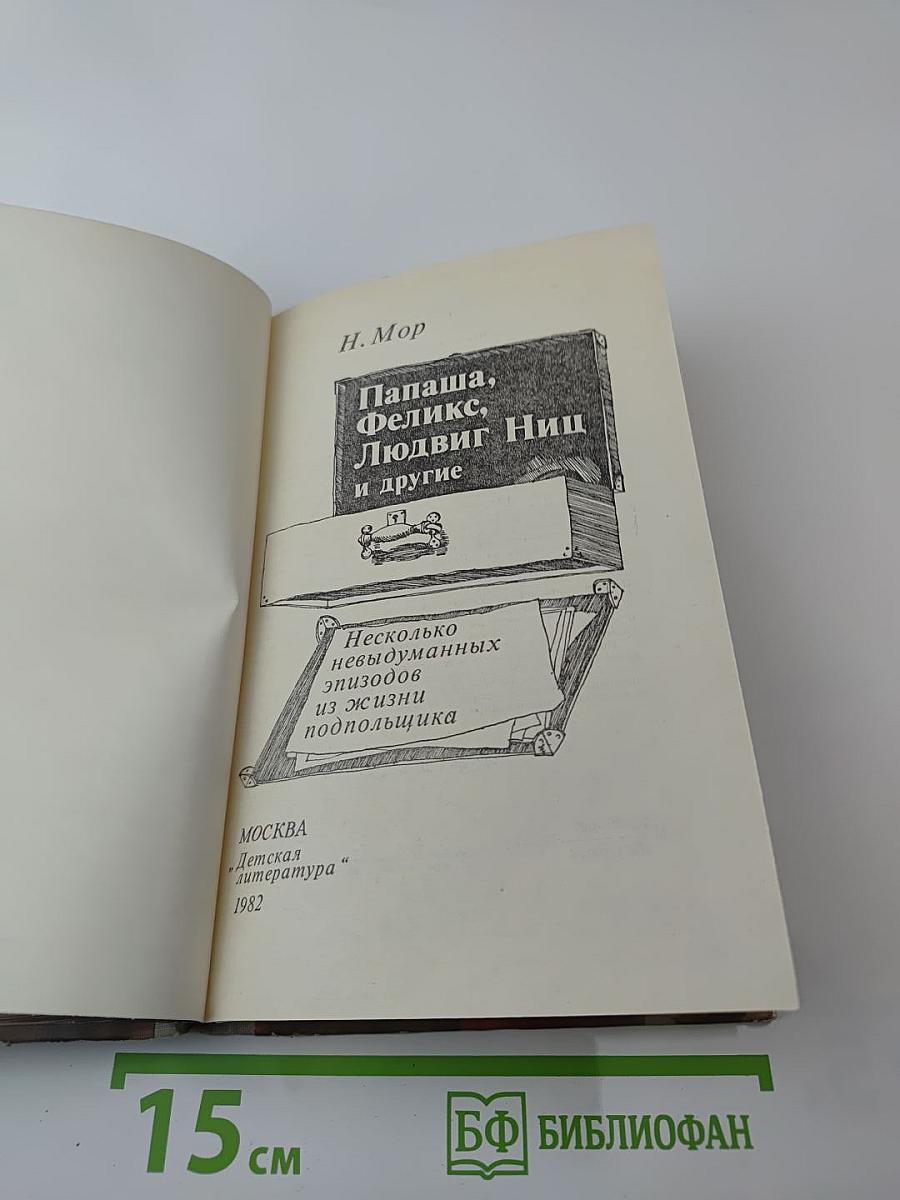 Н. Мор
Папаша,
Феликс,
Людвиг Ниц
и другие
Несколько
невыдуманных
эпизодов
из жизни
подпольщика
МОСКВА
„Детская
литература“
1982
15 см
БФ БИБЛИОФАН